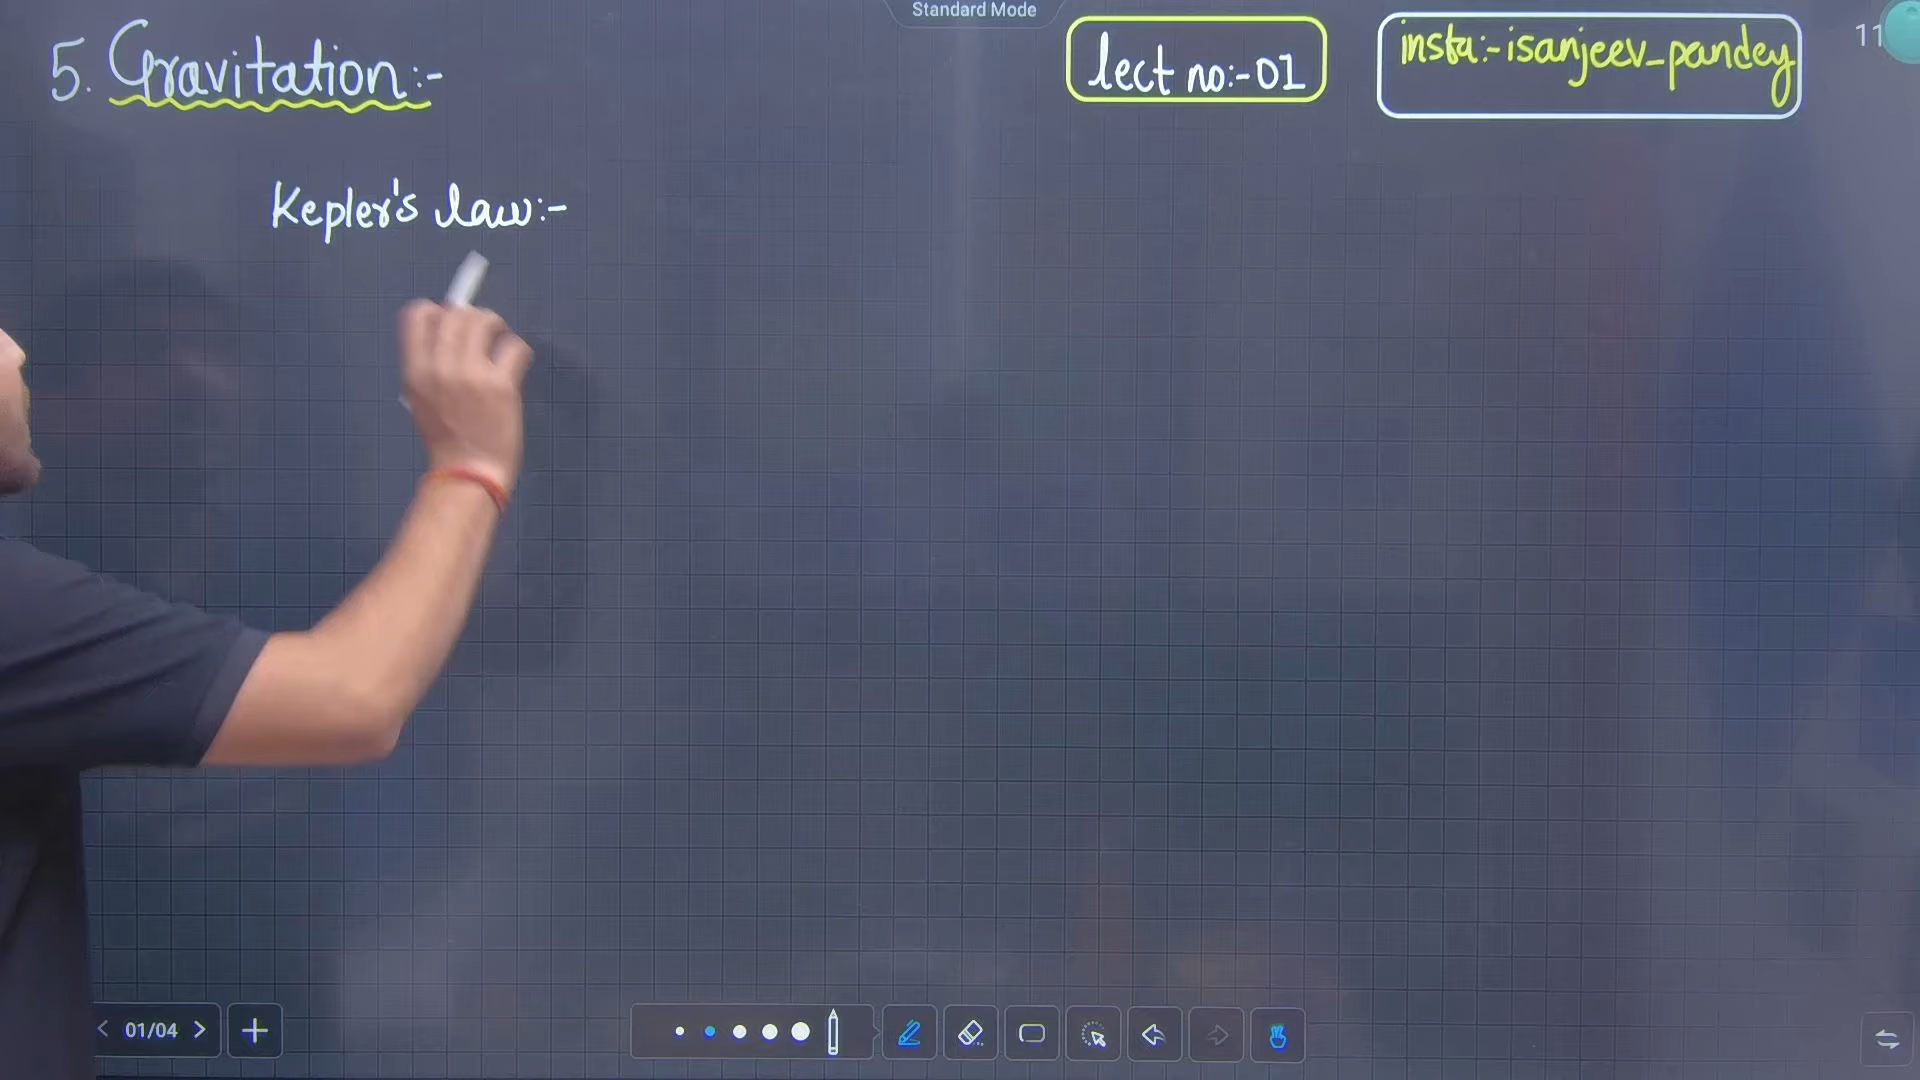 Standard Mode
5. Gravitation:-
lect no:-01
insta:-isanjeev_pandey
11
Kepler's law:-
01/04